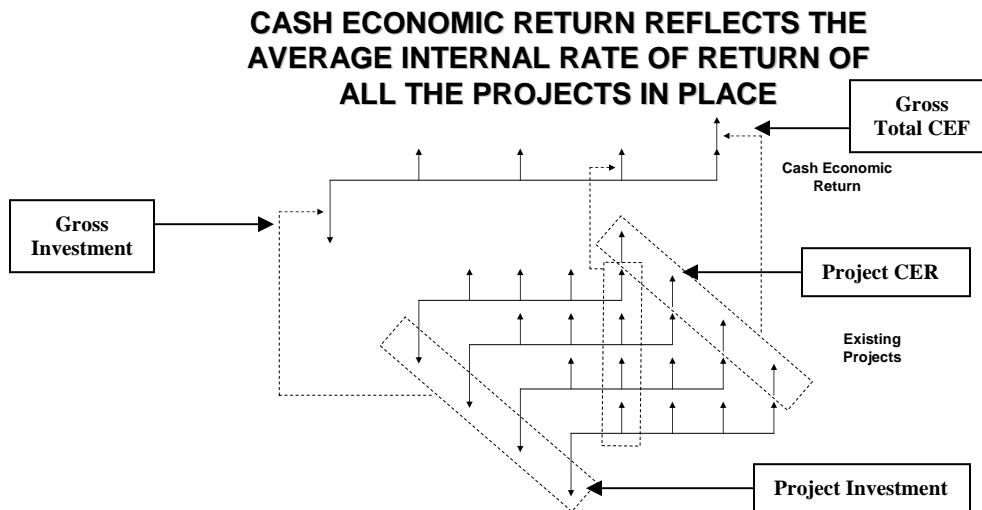 CASH ECONOMIC RETURN REFLECTS THE
AVERAGE INTERNAL RATE OF RETURN OF
ALL THE PROJECTS IN PLACE
Gross
Total CEF
Cash Economic
Return
Gross
Investment
Project CER
Existing
Projects
Project Investment